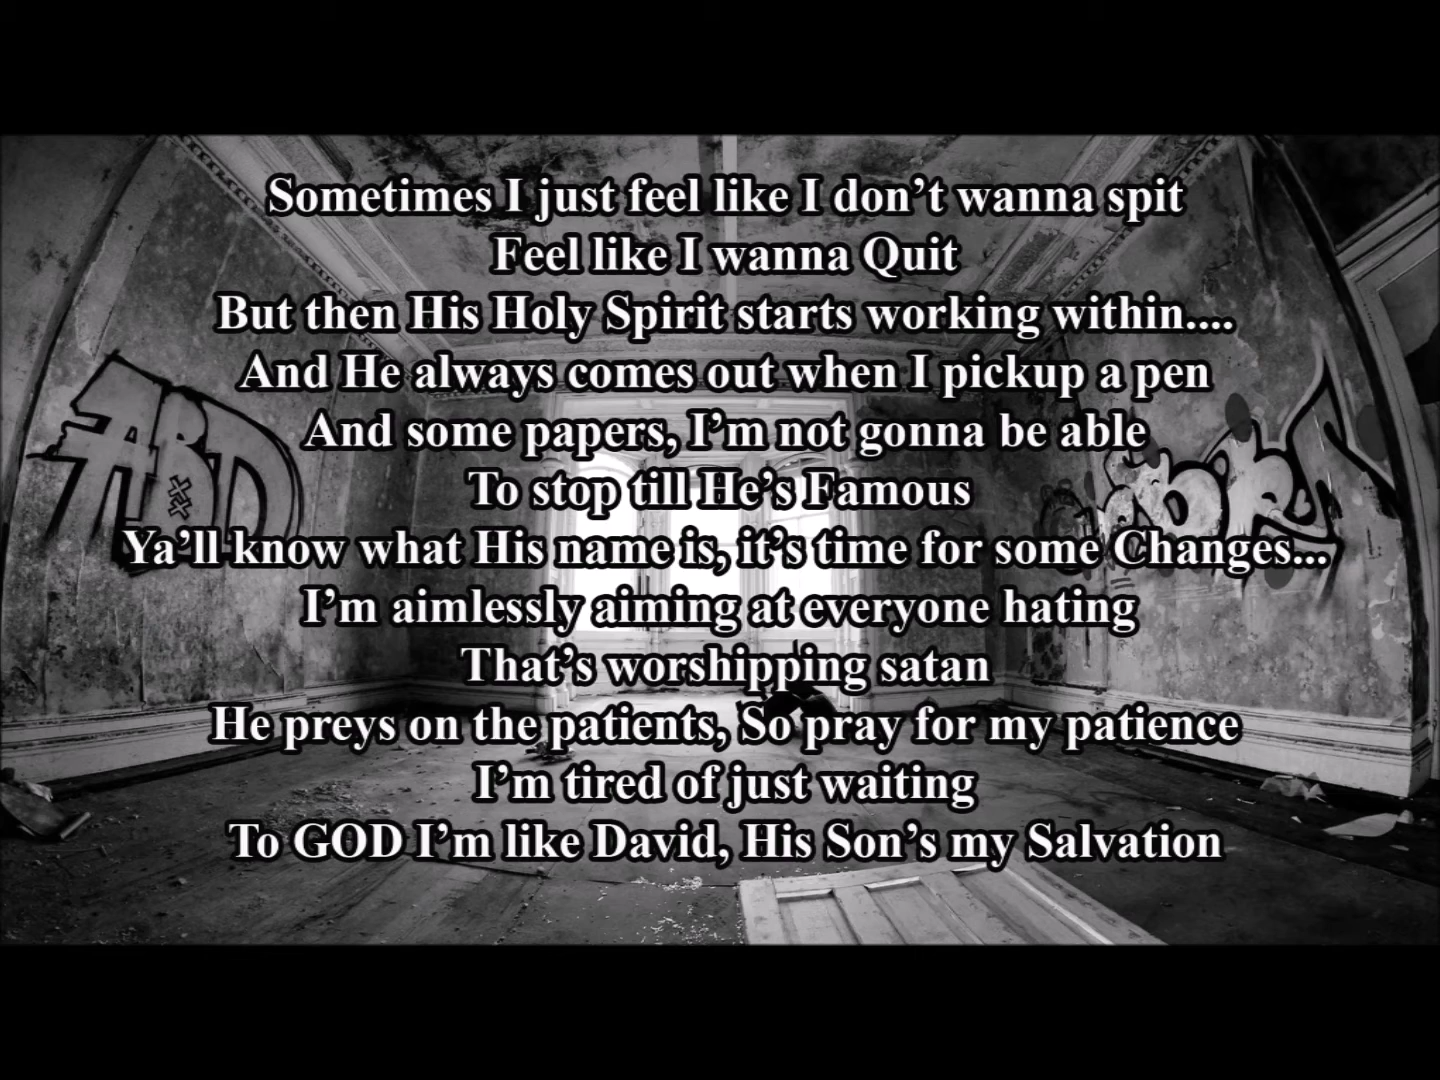 Sometimes I just feel like I don’t wanna spit
Feel like I wanna Quit
But then His Holy Spirit starts working within....
And He always comes out when I pickup a pen
And some papers, I’m not gonna be able
To stop till He’s Famous
Ya’ll know what His name is, it’s time for some Changes...
I’m aimlessly aiming at everyone hating
That’s worshipping satan
He preys on the patients, So pray for my patience
I’m tired of just waiting
To GOD I’m like David, His Son’s my Salvation
ABD